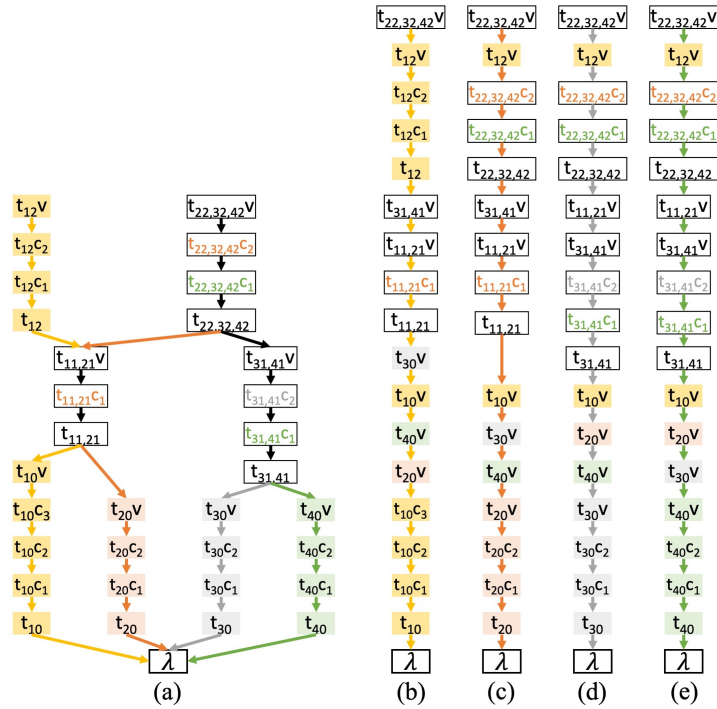 t12v
t12c2
t12c1
t12
t22,32,42v
t22,32,42c2
t22,32,42c1
t22,32,42
t11,21v
t11,21c1
t11,21
t31,41v
t31,41c2
t31,41c1
t31,41
t10v
t10c3
t10c2
t10c1
t10
t20v
t20c2
t20c1
t20
t30v
t30c2
t30c1
t30
t40v
t40c2
t40c1
t40
λ
(a)
t22,32,42v
t12v
t12c2
t12c1
t12
t31,41v
t11,21v
t11,21c1
t11,21
t30v
t10v
t40v
t20v
t10c3
t10c2
t10c1
t10
λ
(b)
t22,32,42v
t12v
t22,32,42c2
t22,32,42c1
t22,32,42
t31,41v
t11,21v
t11,21c1
t11,21
t10v
t30v
t40v
t20v
t20c2
t20c1
t20
λ
(c)
t22,32,42v
t12v
t22,32,42c2
t22,32,42c1
t22,32,42
t11,21v
t31,41v
t31,41c2
t31,41c1
t31,41
t10v
t20v
t40v
t30v
t30c2
t30c1
t30
λ
(d)
t22,32,42v
t12v
t22,32,42c2
t22,32,42c1
t22,32,42
t11,21v
t31,41v
t31,41c2
t31,41c1
t31,41
t10v
t20v
t30v
t40v
t40c2
t40c1
t40
λ
(e)